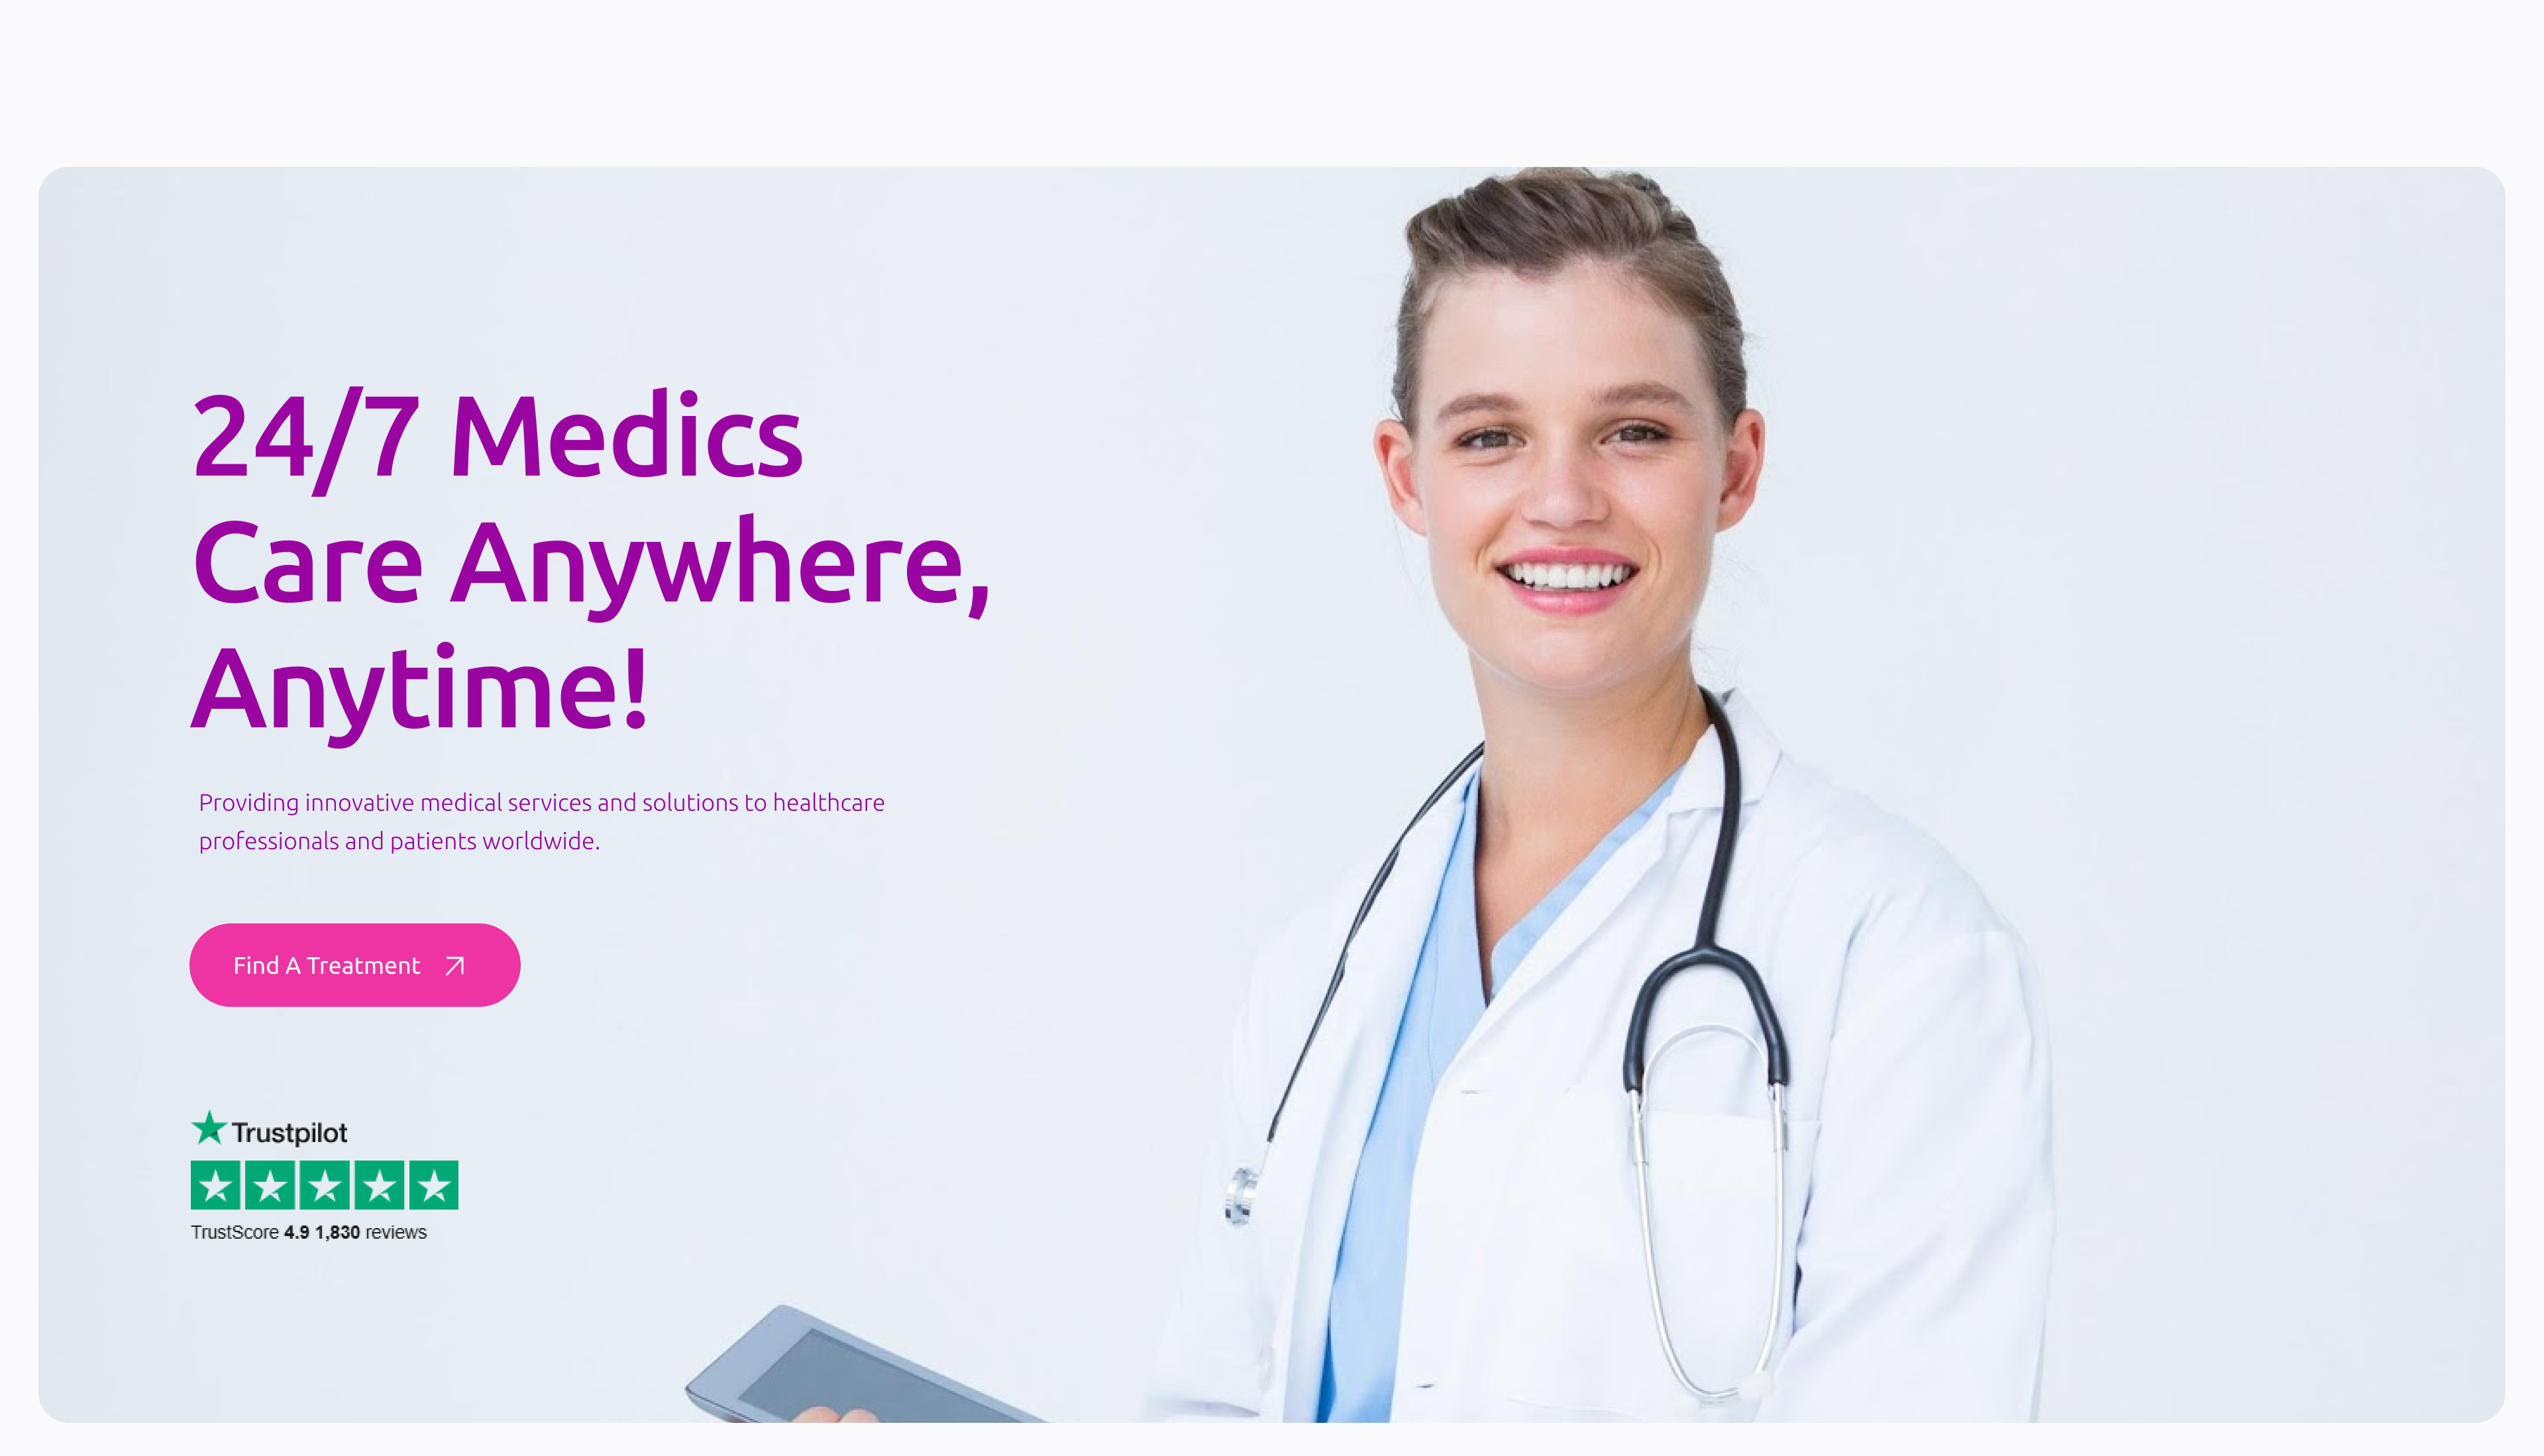 24/7 Medics
Care Anywhere,
Anytime!
Providing innovative medical services and solutions to healthcare
professionals and patients worldwide.
Find A Treatment
Trustpilot
TrustScore 4.9 1,830 reviews